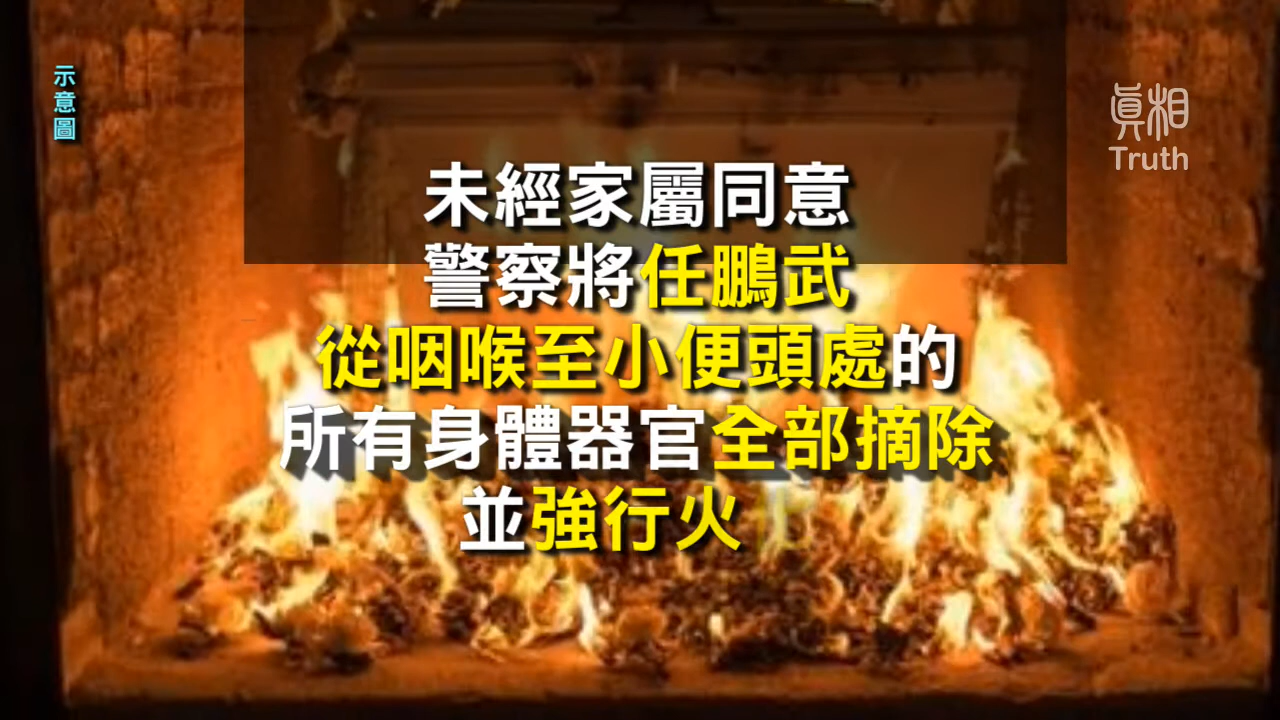 示意圖
眞相
Truth
未經家屬同意
警察將任鵬武
從咽喉至小便頭處的
所有身體器官全部摘除
並強行火